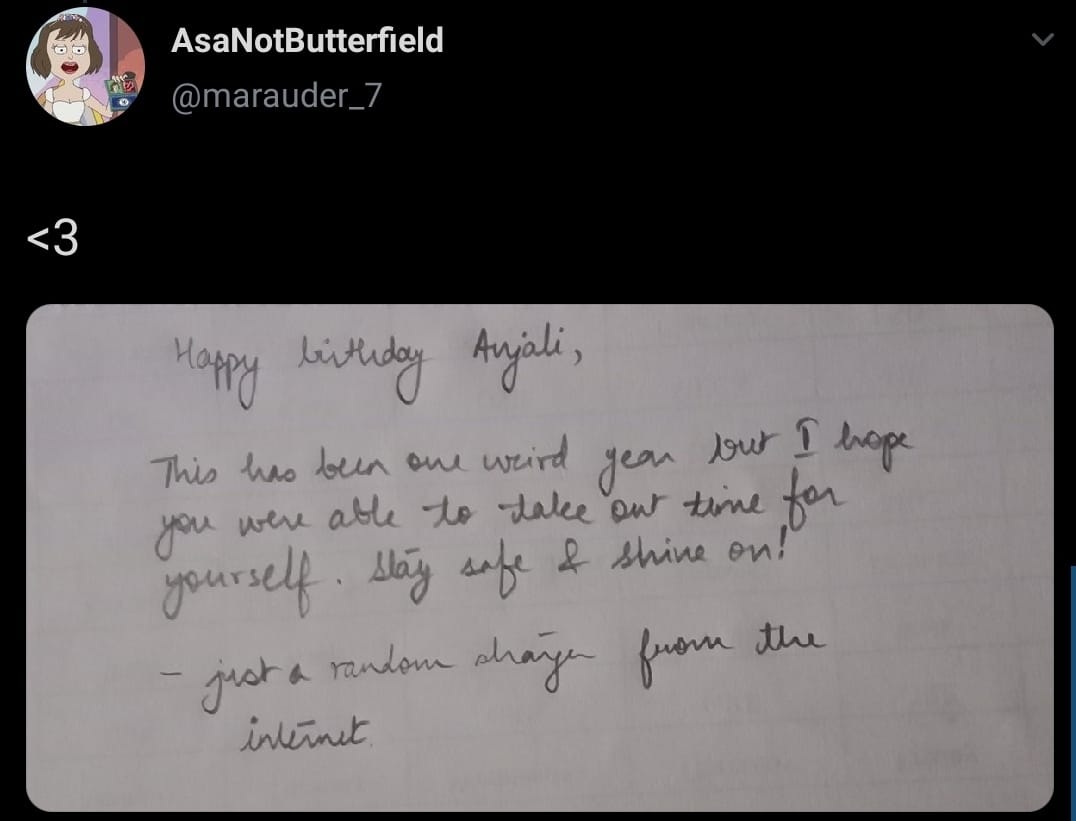 AsaNotButterfield
@marauder_7
<3
Happy birthday Anjali,
This has been one weird year but I hope
you were able to take out time for
yourself. Stay safe & shine on!
- just a random from the
internet.